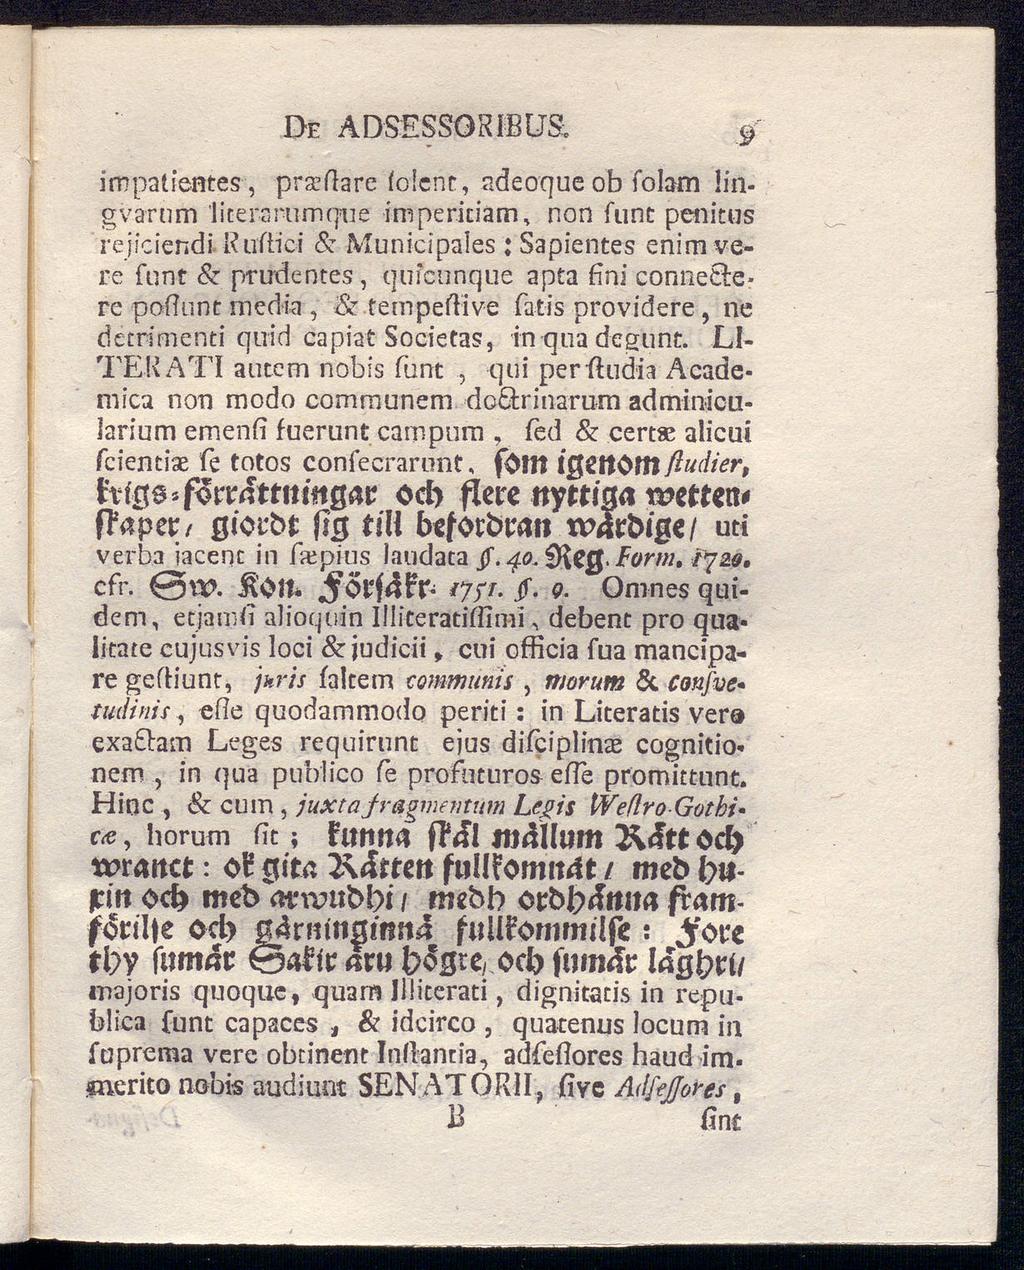 DE ADSESSORIBUS. 9
impatientes, præſtare ſolent, adeoque ob ſolam lin-
gvarum literarumque imperitiam, non ſunt penitus
rejiciendi Ruſtici & Municipales: Sapientes enim ve-
re ſunt & prudentes, quicunque apta fini connecte-
re poſſunt media, & tempeſtive ſatis providere, ne
detrimenti quid capiat Societas, in qua degunt. LI-
TERATI autem nobis ſunt, qui per ſtudia Acade-
mica non modo communem doctrinarum adminicu-
larium emenſi fuerunt campum, ſed & certæ alicui
ſcientiæ ſe totos conſecrarunt, ſom igenom ſtudier,
krigs-förrättningar och flere nyttiga wetten-
ſkaper/ giordt ſig till befordran wärdige/ uti
verba jacent in ſæpius laudata §. 40. Reg. Form. 1720.
cfr. Sw. Kon. Förſäkr. 1751. §. 9. Omnes qui-
dem, etjamſi alioquin Illiteratiſſimi, debent pro qua-
litate cujusvis loci & judicii, cui officia ſua mancipa-
re geſtiunt, juris ſaltem communis, morum & conſve-
tudinis, eſſe quodammodo periti: in Literatis vero
exactam Leges requirunt ejus diſciplinæ cognitio-
nem, in qua publico ſe profuturos eſſe promittunt.
Hinc, & cum, juxta fragmentum Legis Weſtro-Gothi-
cæ, horum ſit; kunna ſkäl mällum Rätt och
wranct: ok gita Rätten fullkomnät/ med hu-
xin och med arwudhi/ medh ordhänna fram-
förilſe och gärninginnä fullkommilſe: Fore
thy ſumär Sakir äru högre, och ſumär läghri/
majoris quoque, quam Illiterati, dignitatis in repu-
blica ſunt capaces, & idcirco, quatenus locum in
ſuprema vere obtinent Inſtantia, adſeſſores haud im-
merito nobis audiunt SENATORII, ſive Adſeſſores,
B ſint